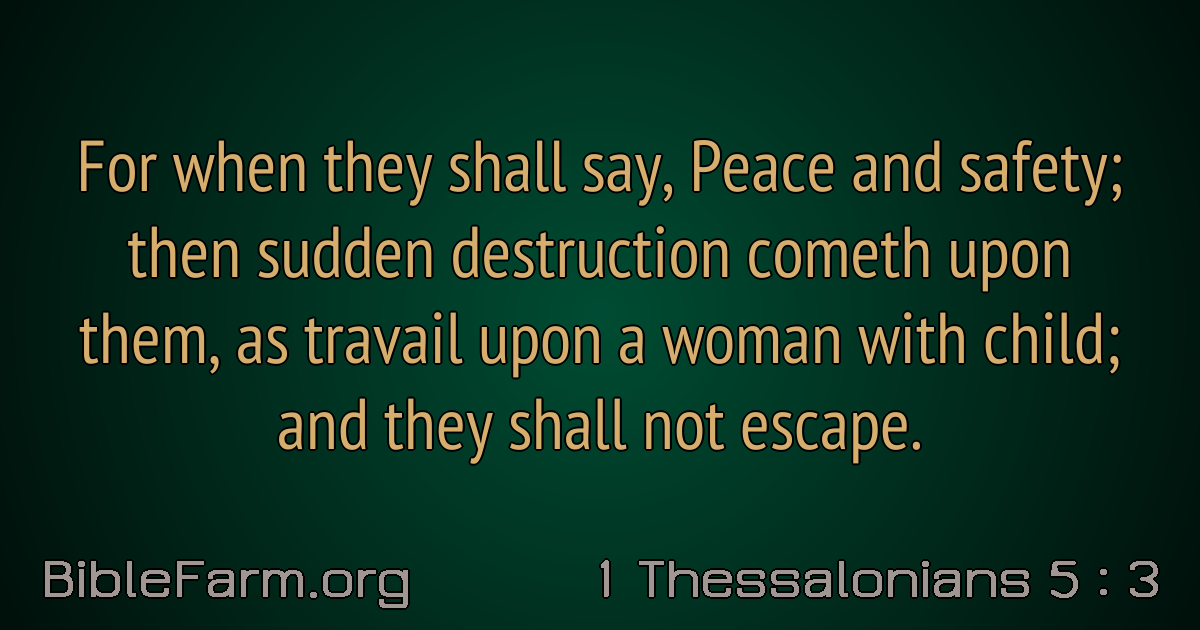 For when they shall say, Peace and safety;
then sudden destruction cometh upon
them, as travail upon a woman with child;
and they shall not escape.
BibleFarm.org
1 Thessalonians 5 : 3